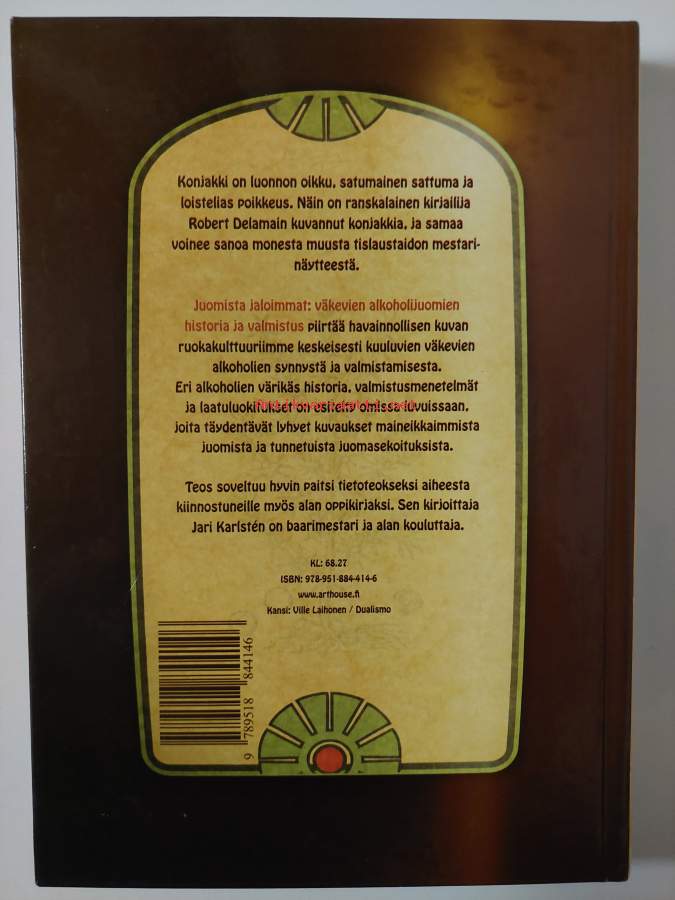 Konjakki on luonnon oikku, satumainen sattuma ja
loistelias poikkeus. Näin on ranskalainen kirjailija
Robert Delamain kuvannut konjakkia, ja samaa
voinee sanoa monesta muusta tislaustaidon mestari-
näytteestä.
Juomista jaloimmat: väkevien alkoholijuomien
historia ja valmistus piirtää havainnollisen kuvan
ruokakulttuuriimme keskeisesti kuuluvien väkevien
alkoholien synnystä ja valmistamisesta.
Eri alkoholien värikäs historia, valmistusmenetelmät
ja laatuluokitukset on esitelty omissa luvuissaan,
joita täydentävät lyhyet kuvaukset maineikkaimmista
juomista ja tunnetuista juomasekoituksista.
Teos soveltuu hyvin paitsi tietoteokseksi aiheesta
kiinnostuneille myös alan oppikirjaksi. Sen kirjoittaja
Jari Karlstén on baarimestari ja alan kouluttaja.
KL: 68.27
ISBN: 978-951-884-414-6
www.arthouse.fi
Kansi: Ville Laihonen / Dualismo
9 789518 844146